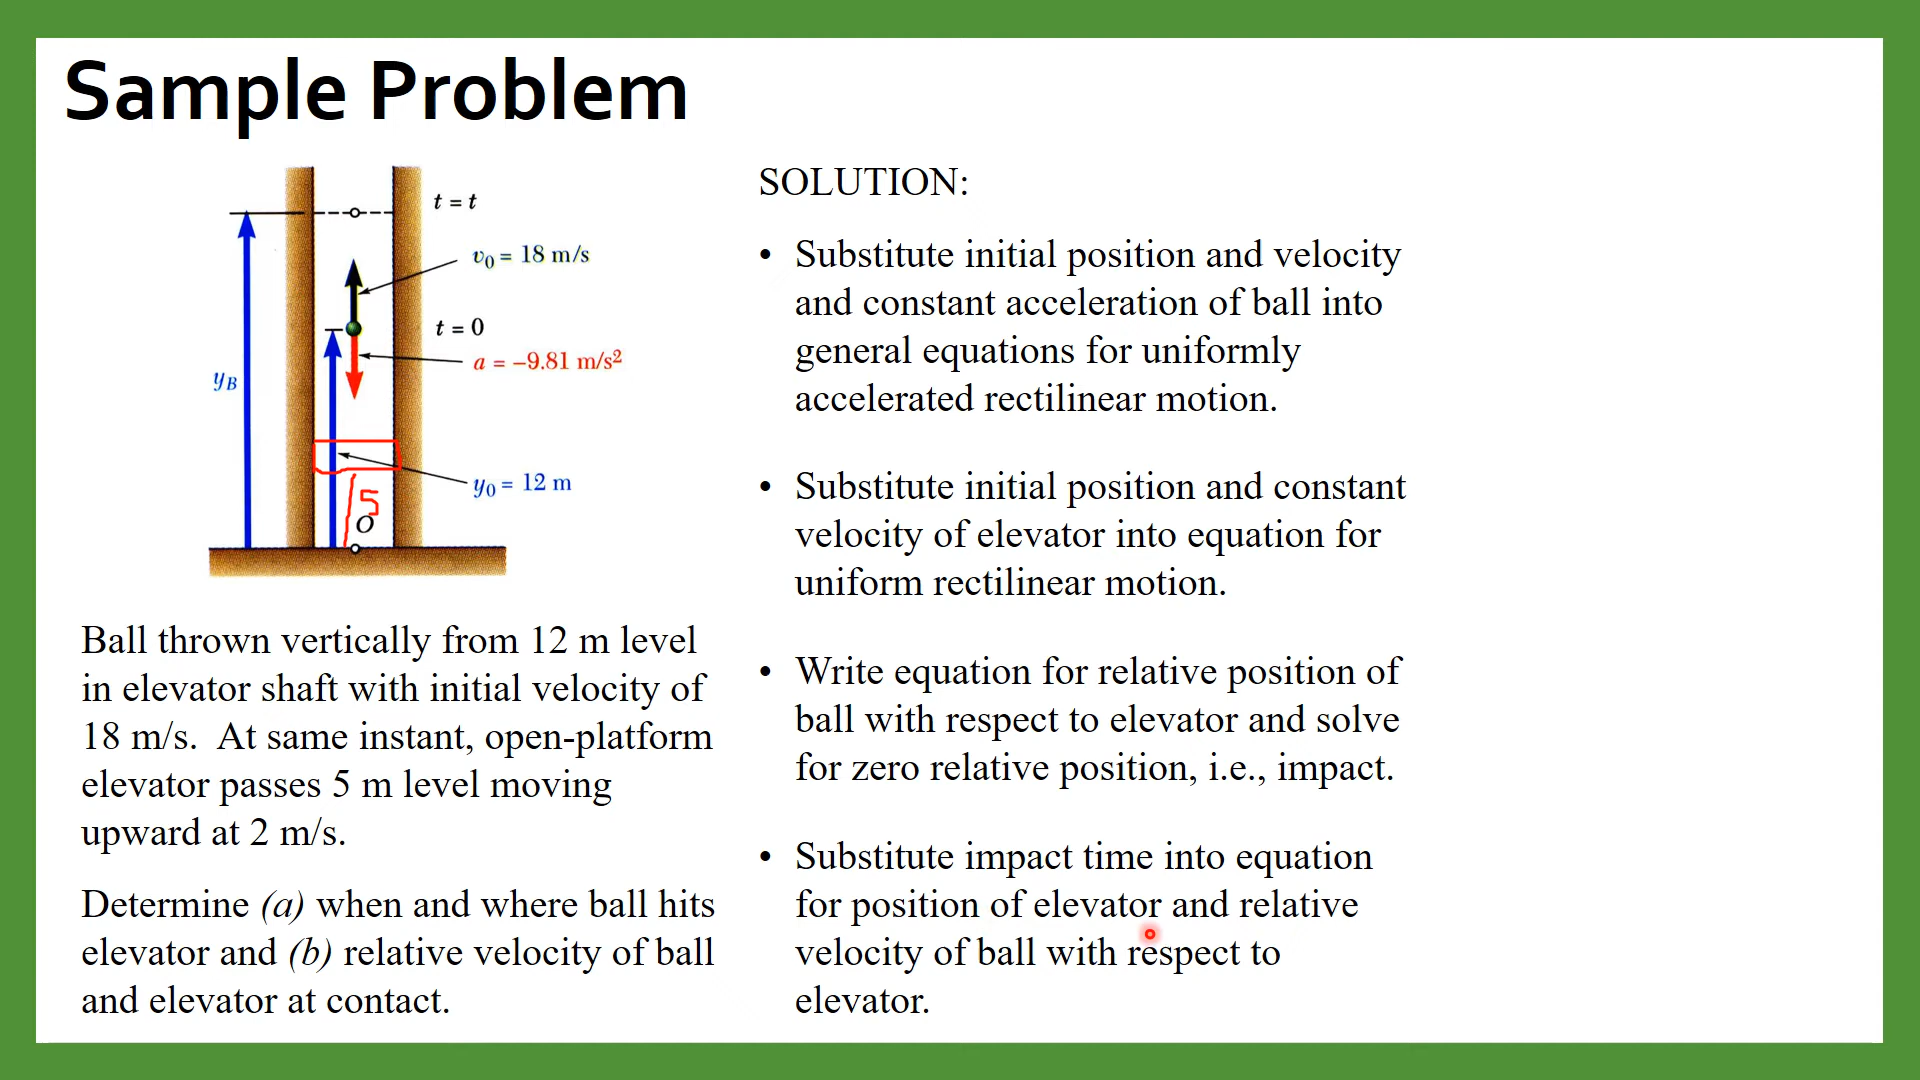 Sample Problem
t = t
v0 = 18 m/s
t = 0
a = −9.81 m/s²
yB
y0 = 12 m
5
O
Ball thrown vertically from 12 m level
in elevator shaft with initial velocity of
18 m/s.  At same instant, open-platform
elevator passes 5 m level moving
upward at 2 m/s.
Determine (a) when and where ball hits
elevator and (b) relative velocity of ball
and elevator at contact.
SOLUTION:
• Substitute initial position and velocity
and constant acceleration of ball into
general equations for uniformly
accelerated rectilinear motion.
• Substitute initial position and constant
velocity of elevator into equation for
uniform rectilinear motion.
• Write equation for relative position of
ball with respect to elevator and solve
for zero relative position, i.e., impact.
• Substitute impact time into equation
for position of elevator and relative
velocity of ball with respect to
elevator.